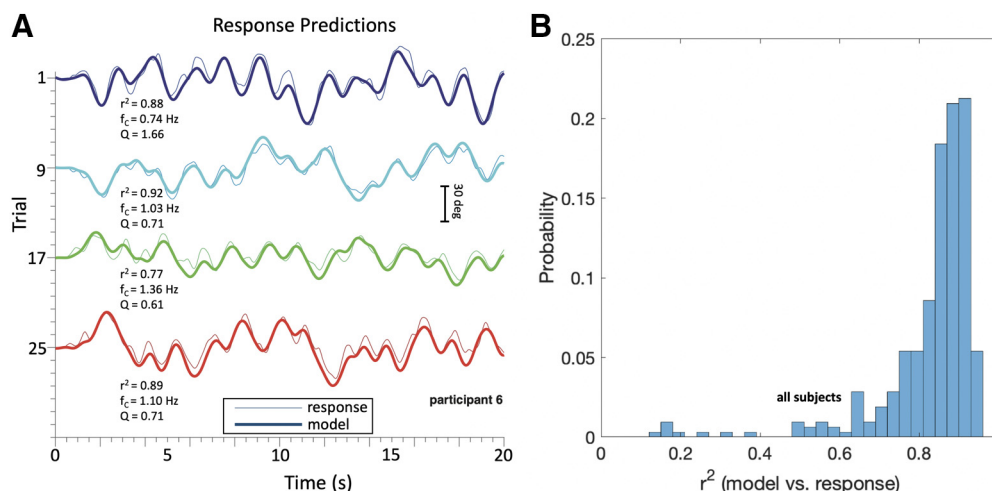 A
Response Predictions
Trial
1
r² = 0.88
f_C = 0.74 Hz
Q = 1.66
9
r² = 0.92
f_C = 1.03 Hz
Q = 0.71
30 deg
17
r² = 0.77
f_C = 1.36 Hz
Q = 0.61
25
r² = 0.89
f_C = 1.10 Hz
Q = 0.71
participant 6
response
model
0 5 10 15 20
Time (s)
B
Probability
0.25
0.2
0.15
0.1
0.05
0
all subjects
0 0.2 0.4 0.6 0.8
r² (model vs. response)